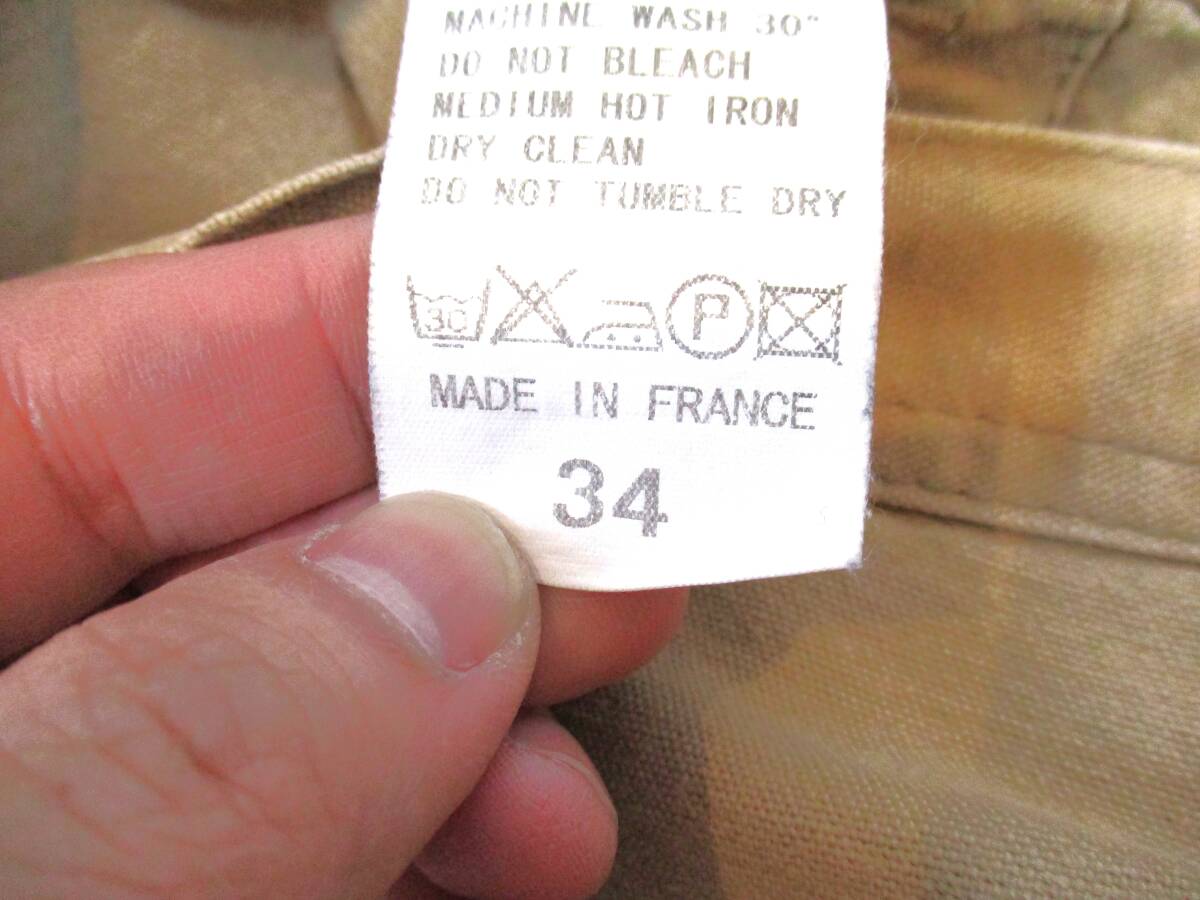 MACHINE WASH 30°
DO NOT BLEACH
MEDIUM HOT IRON
DRY CLEAN
DO NOT TUMBLE DRY
30 P
MADE IN FRANCE
34